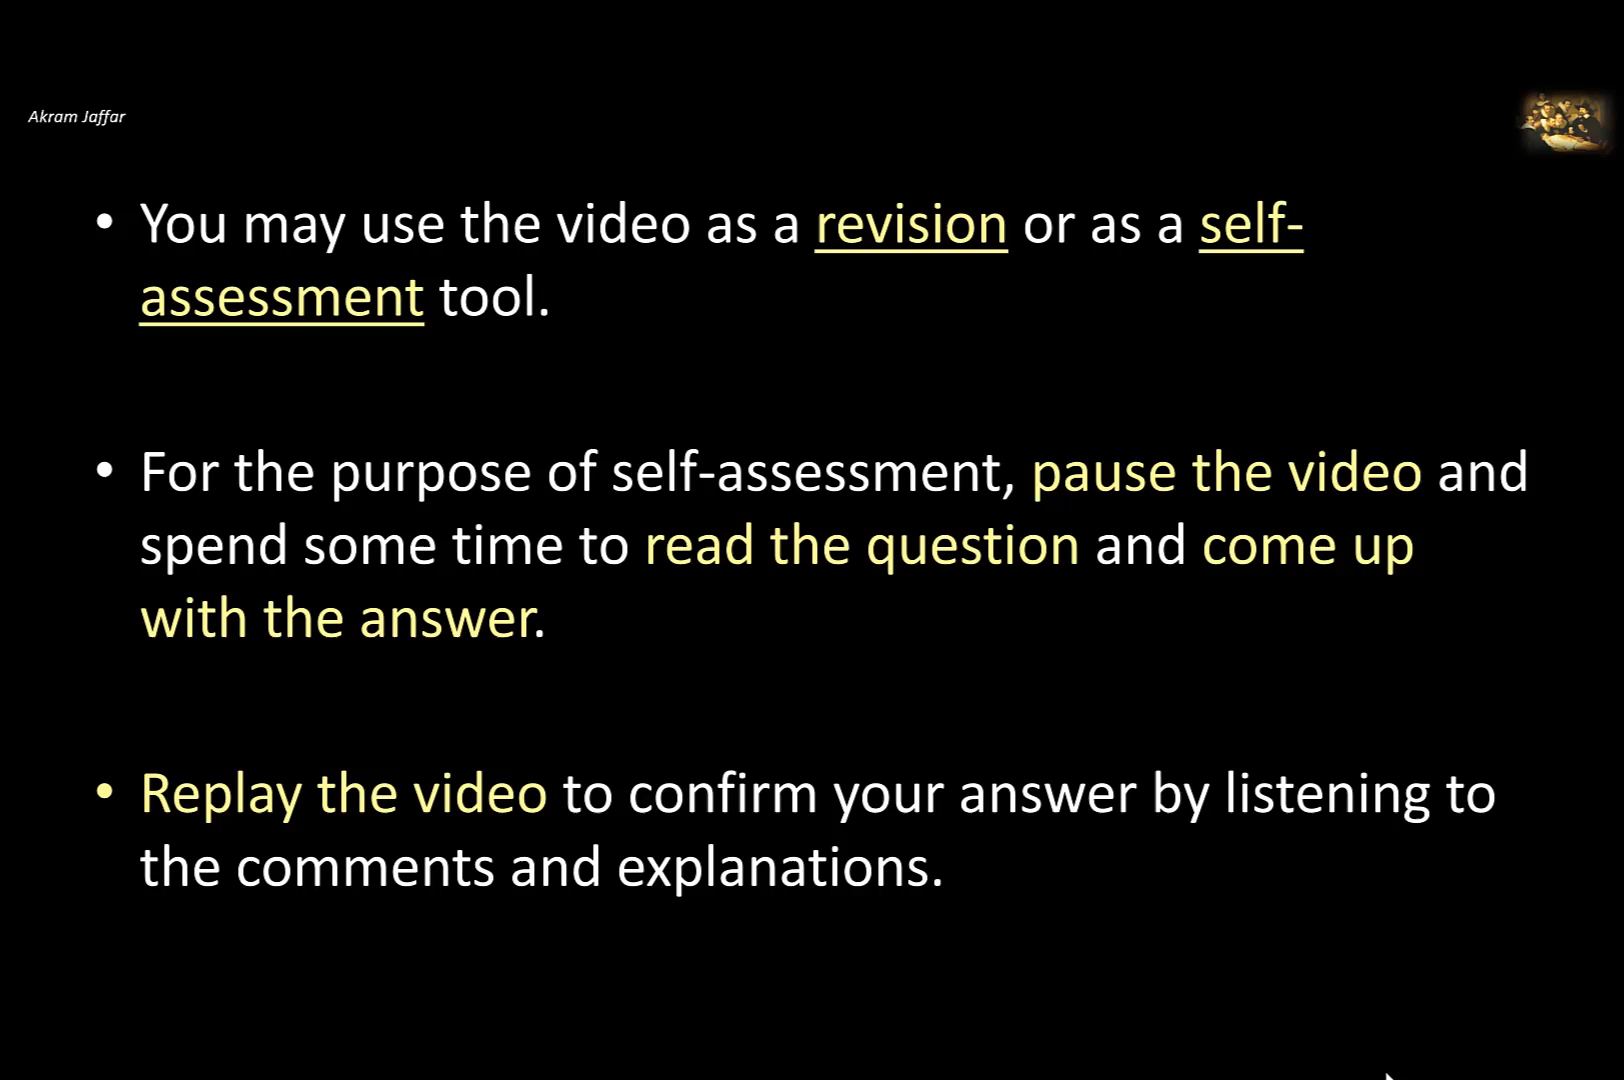 Akram Jaffar
• You may use the video as a revision or as a self-
assessment tool.
• For the purpose of self-assessment, pause the video and
spend some time to read the question and come up
with the answer.
• Replay the video to confirm your answer by listening to
the comments and explanations.